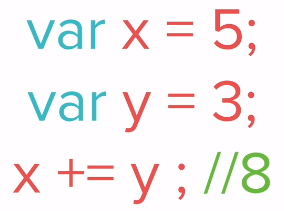 var x = 5;
var y = 3;
x += y ; //8